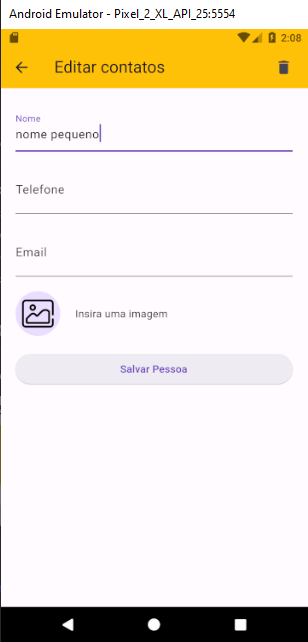 Android Emulator - Pixel_2_XL_API_25:5554
2:08
Editar contatos
Nome
nome pequeno
Telefone
Email
Insira uma imagem
Salvar Pessoa